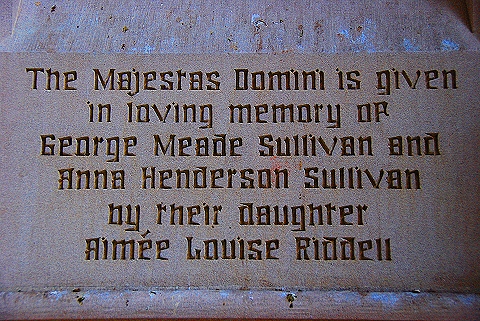 The Majestas Domini is given
in loving memory of
George Meade Sullivan and
Anna Henderson Sullivan
by their daughter
Aimée Louise Riddell